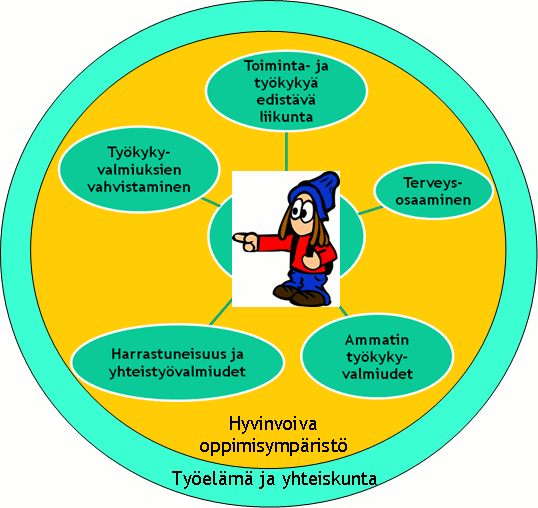 Toiminta- ja
työkykyä
edistävä
liikunta
Työkyky-
valmiuksien
vahvistaminen
Terveys-
osaaminen
Harrastuneisuus ja
yhteistyövalmiudet
Ammatin
työkyky-
valmiudet
Hyvinvoiva
oppimisympäristö
Työelämä ja yhteiskunta